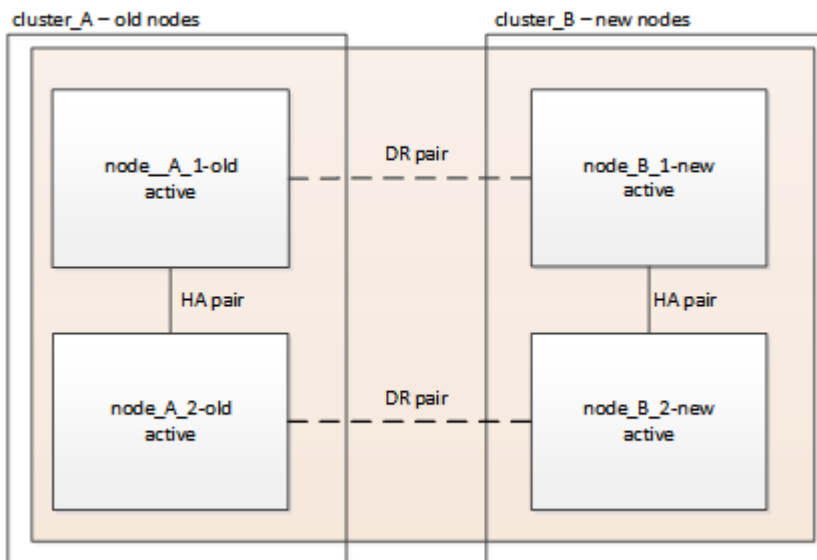 cluster_A – old nodes
cluster_B – new nodes
node__A_1-old
active
DR pair
node_B_1-new
active
HA pair
HA pair
node_A_2-old
active
DR pair
node_B_2-new
active